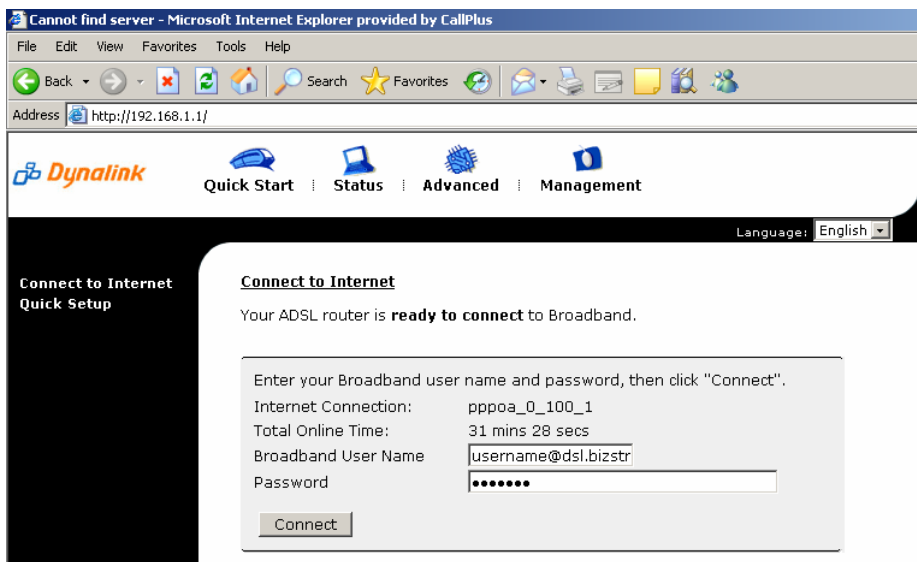 Cannot find server - Microsoft Internet Explorer provided by CallPlus
File Edit View Favorites Tools Help
Back Search Favorites
Address http://192.168.1.1/
Dynalink
Quick Start Status Advanced Management
Language: English
Connect to Internet
Quick Setup
Connect to Internet
Your ADSL router is ready to connect to Broadband.
Enter your Broadband user name and password, then click "Connect".
Internet Connection: pppoa_0_100_1
Total Online Time: 31 mins 28 secs
Broadband User Name username@dsl.bizstr
Password •••••••
Connect